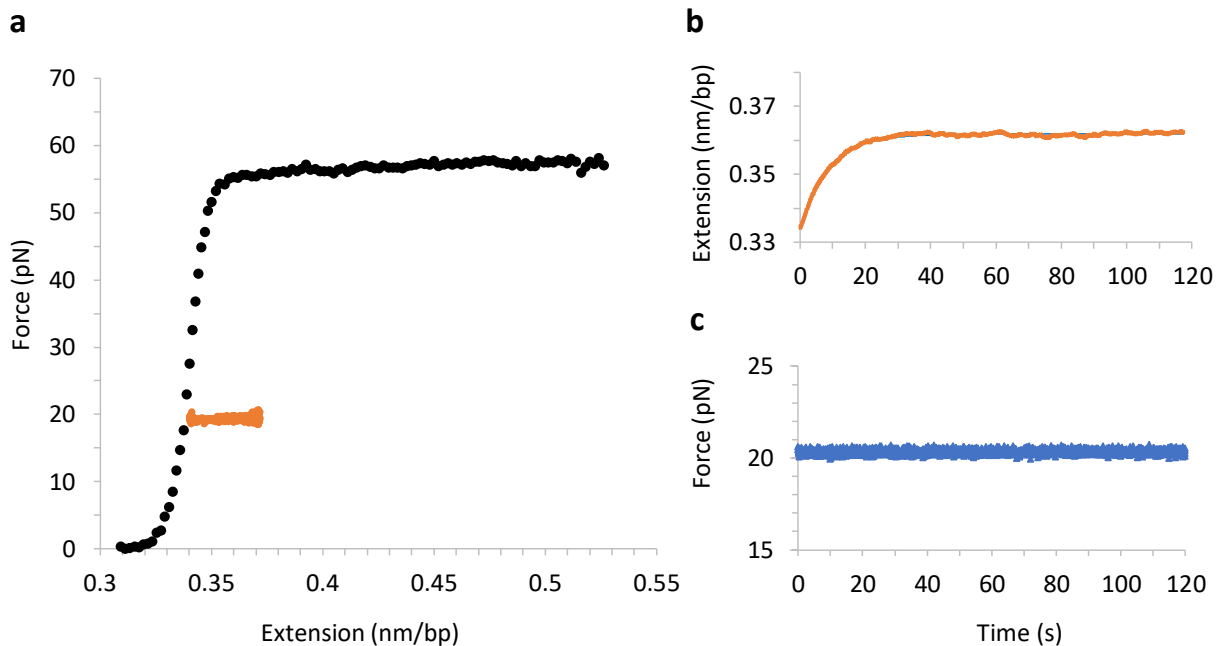 a
Force (pN)
70
60
50
40
30
20
10
0
0.3 0.35 0.4 0.45 0.5 0.55
Extension (nm/bp)
b
Extension (nm/bp)
0.37
0.35
0.33
0 20 40 60 80 100 120
c
Force (pN)
25
20
15
0 20 40 60 80 100 120
Time (s)